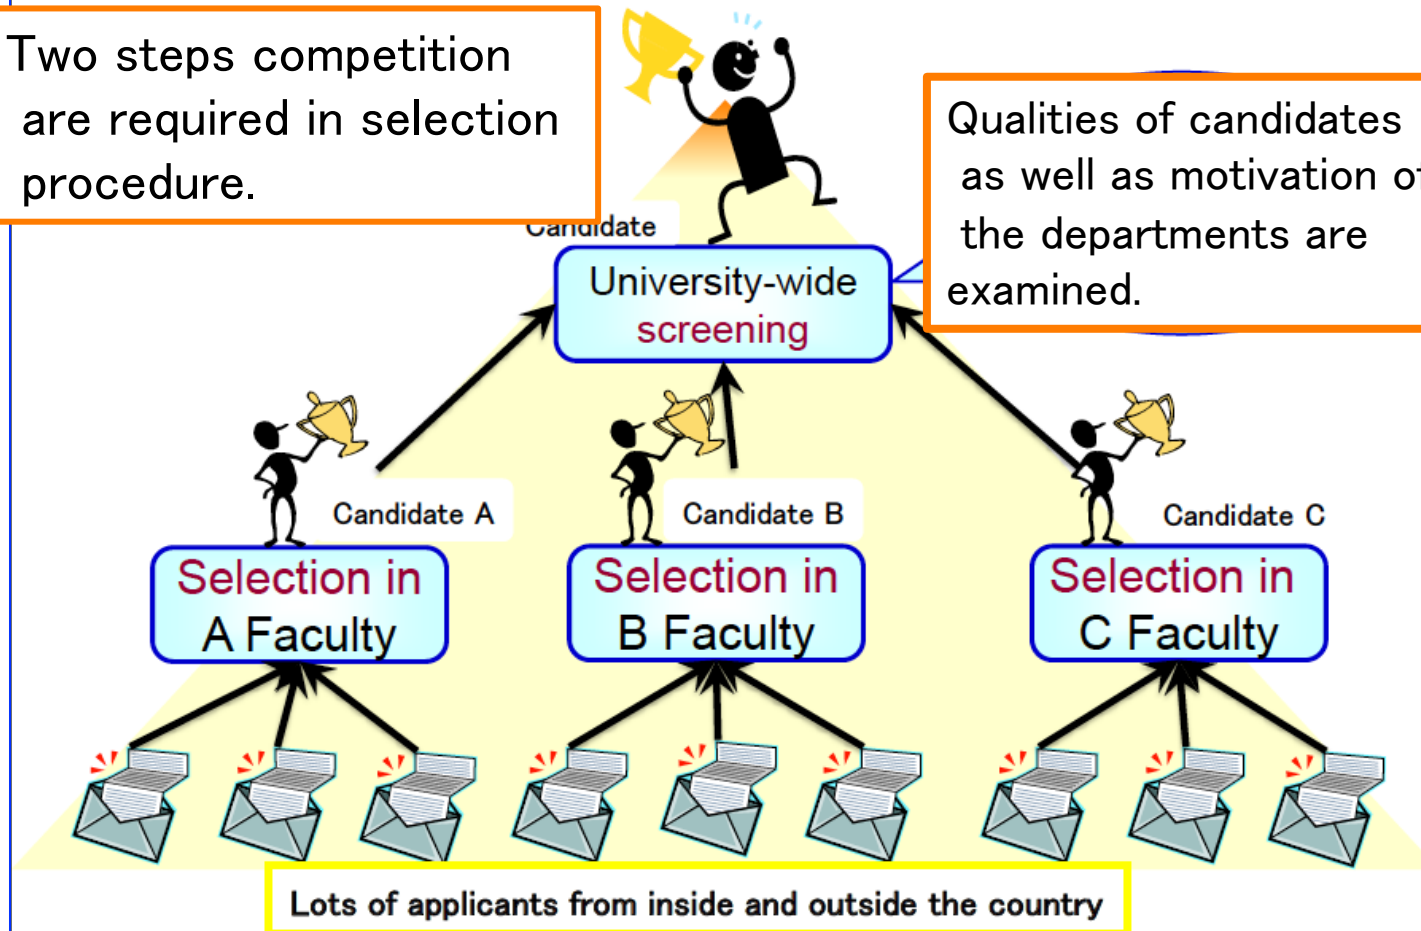 Two steps competition
are required in selection
procedure.
Qualities of candidates
as well as motivation of
the departments are
examined.
Candidate
University-wide
screening
Candidate A
Candidate B
Candidate C
Selection in
A Faculty
Selection in
B Faculty
Selection in
C Faculty
Lots of applicants from inside and outside the country